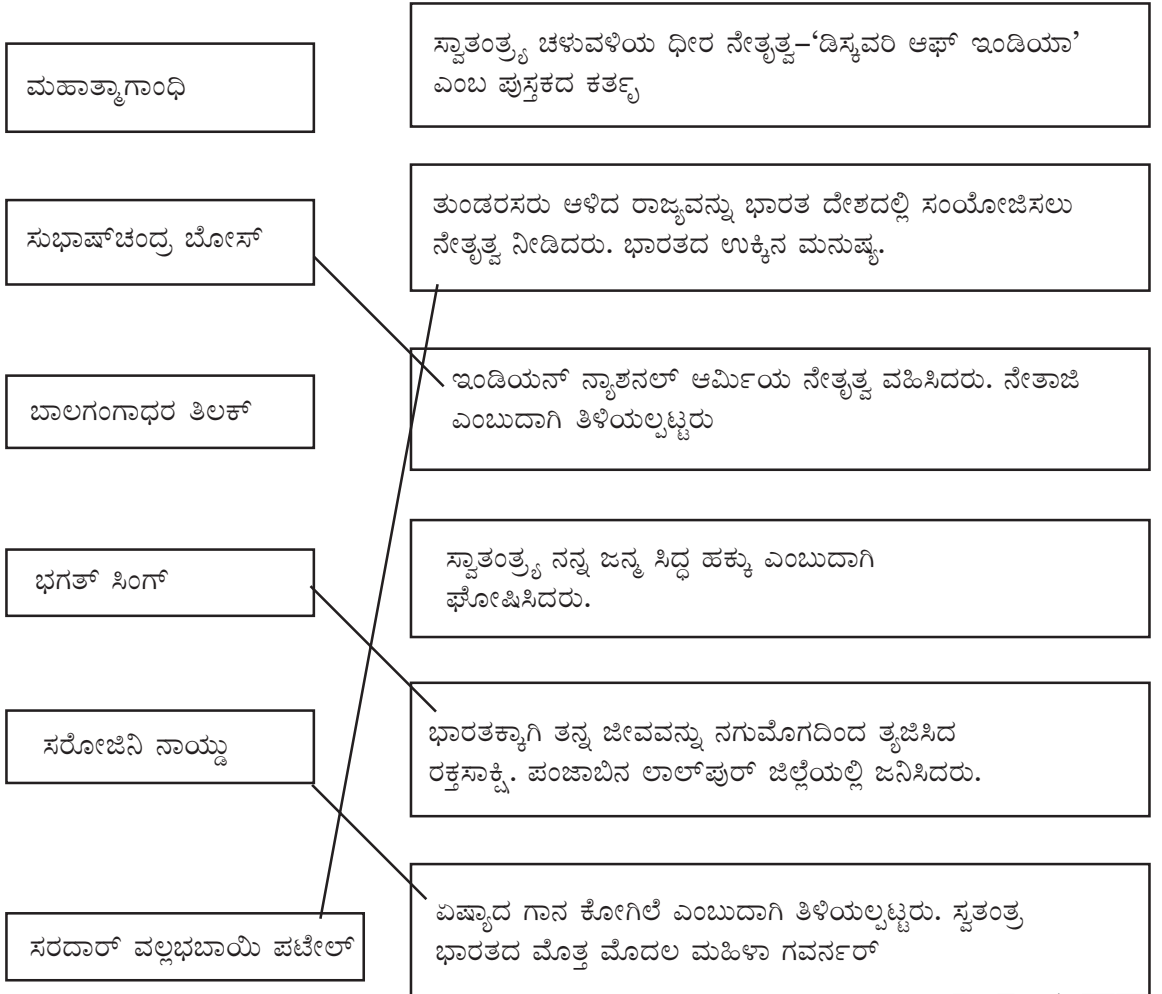 ಮಹಾತ್ಮಾಗಾಂಧಿ
ಸ್ವಾತಂತ್ರ್ಯ ಚಳುವಳಿಯ ಧೀರ ನೇತೃತ್ವ–‘ಡಿಸ್ಕವರಿ ಆಫ್ ಇಂಡಿಯಾ’
ಎಂಬ ಪುಸ್ತಕದ ಕರ್ತೃ
ಸುಭಾಷ್‌ಚಂದ್ರ ಬೋಸ್
ತುಂಡರಸರು ಆಳಿದ ರಾಜ್ಯವನ್ನು ಭಾರತ ದೇಶದಲ್ಲಿ ಸಂಯೋಜಿಸಲು
ನೇತೃತ್ವ ನೀಡಿದರು. ಭಾರತದ ಉಕ್ಕಿನ ಮನುಷ್ಯ.
ಬಾಲಗಂಗಾಧರ ತಿಲಕ್
ಇಂಡಿಯನ್ ನ್ಯಾಶನಲ್ ಆರ್ಮಿಯ ನೇತೃತ್ವ ವಹಿಸಿದರು. ನೇತಾಜಿ
ಎಂಬುದಾಗಿ ತಿಳಿಯಲ್ಪಟ್ಟರು
ಭಗತ್ ಸಿಂಗ್
ಸ್ವಾತಂತ್ರ್ಯ ನನ್ನ ಜನ್ಮ ಸಿದ್ಧ ಹಕ್ಕು ಎಂಬುದಾಗಿ
ಘೋಷಿಸಿದರು.
ಸರೋಜಿನಿ ನಾಯ್ಡು
ಭಾರತಕ್ಕಾಗಿ ತನ್ನ ಜೀವವನ್ನು ನಗುಮೊಗದಿಂದ ತ್ಯಜಿಸಿದ
ರಕ್ತಸಾಕ್ಷಿ. ಪಂಜಾಬಿನ ಲಾಲ್‌ಪುರ್ ಜಿಲ್ಲೆಯಲ್ಲಿ ಜನಿಸಿದರು.
ಸರದಾರ್ ವಲ್ಲಭಬಾಯಿ ಪಟೇಲ್
ಏಷ್ಯಾದ ಗಾನ ಕೋಗಿಲೆ ಎಂಬುದಾಗಿ ತಿಳಿಯಲ್ಪಟ್ಟರು. ಸ್ವತಂತ್ರ
ಭಾರತದ ಮೊತ್ತ ಮೊದಲ ಮಹಿಳಾ ಗವರ್ನರ್